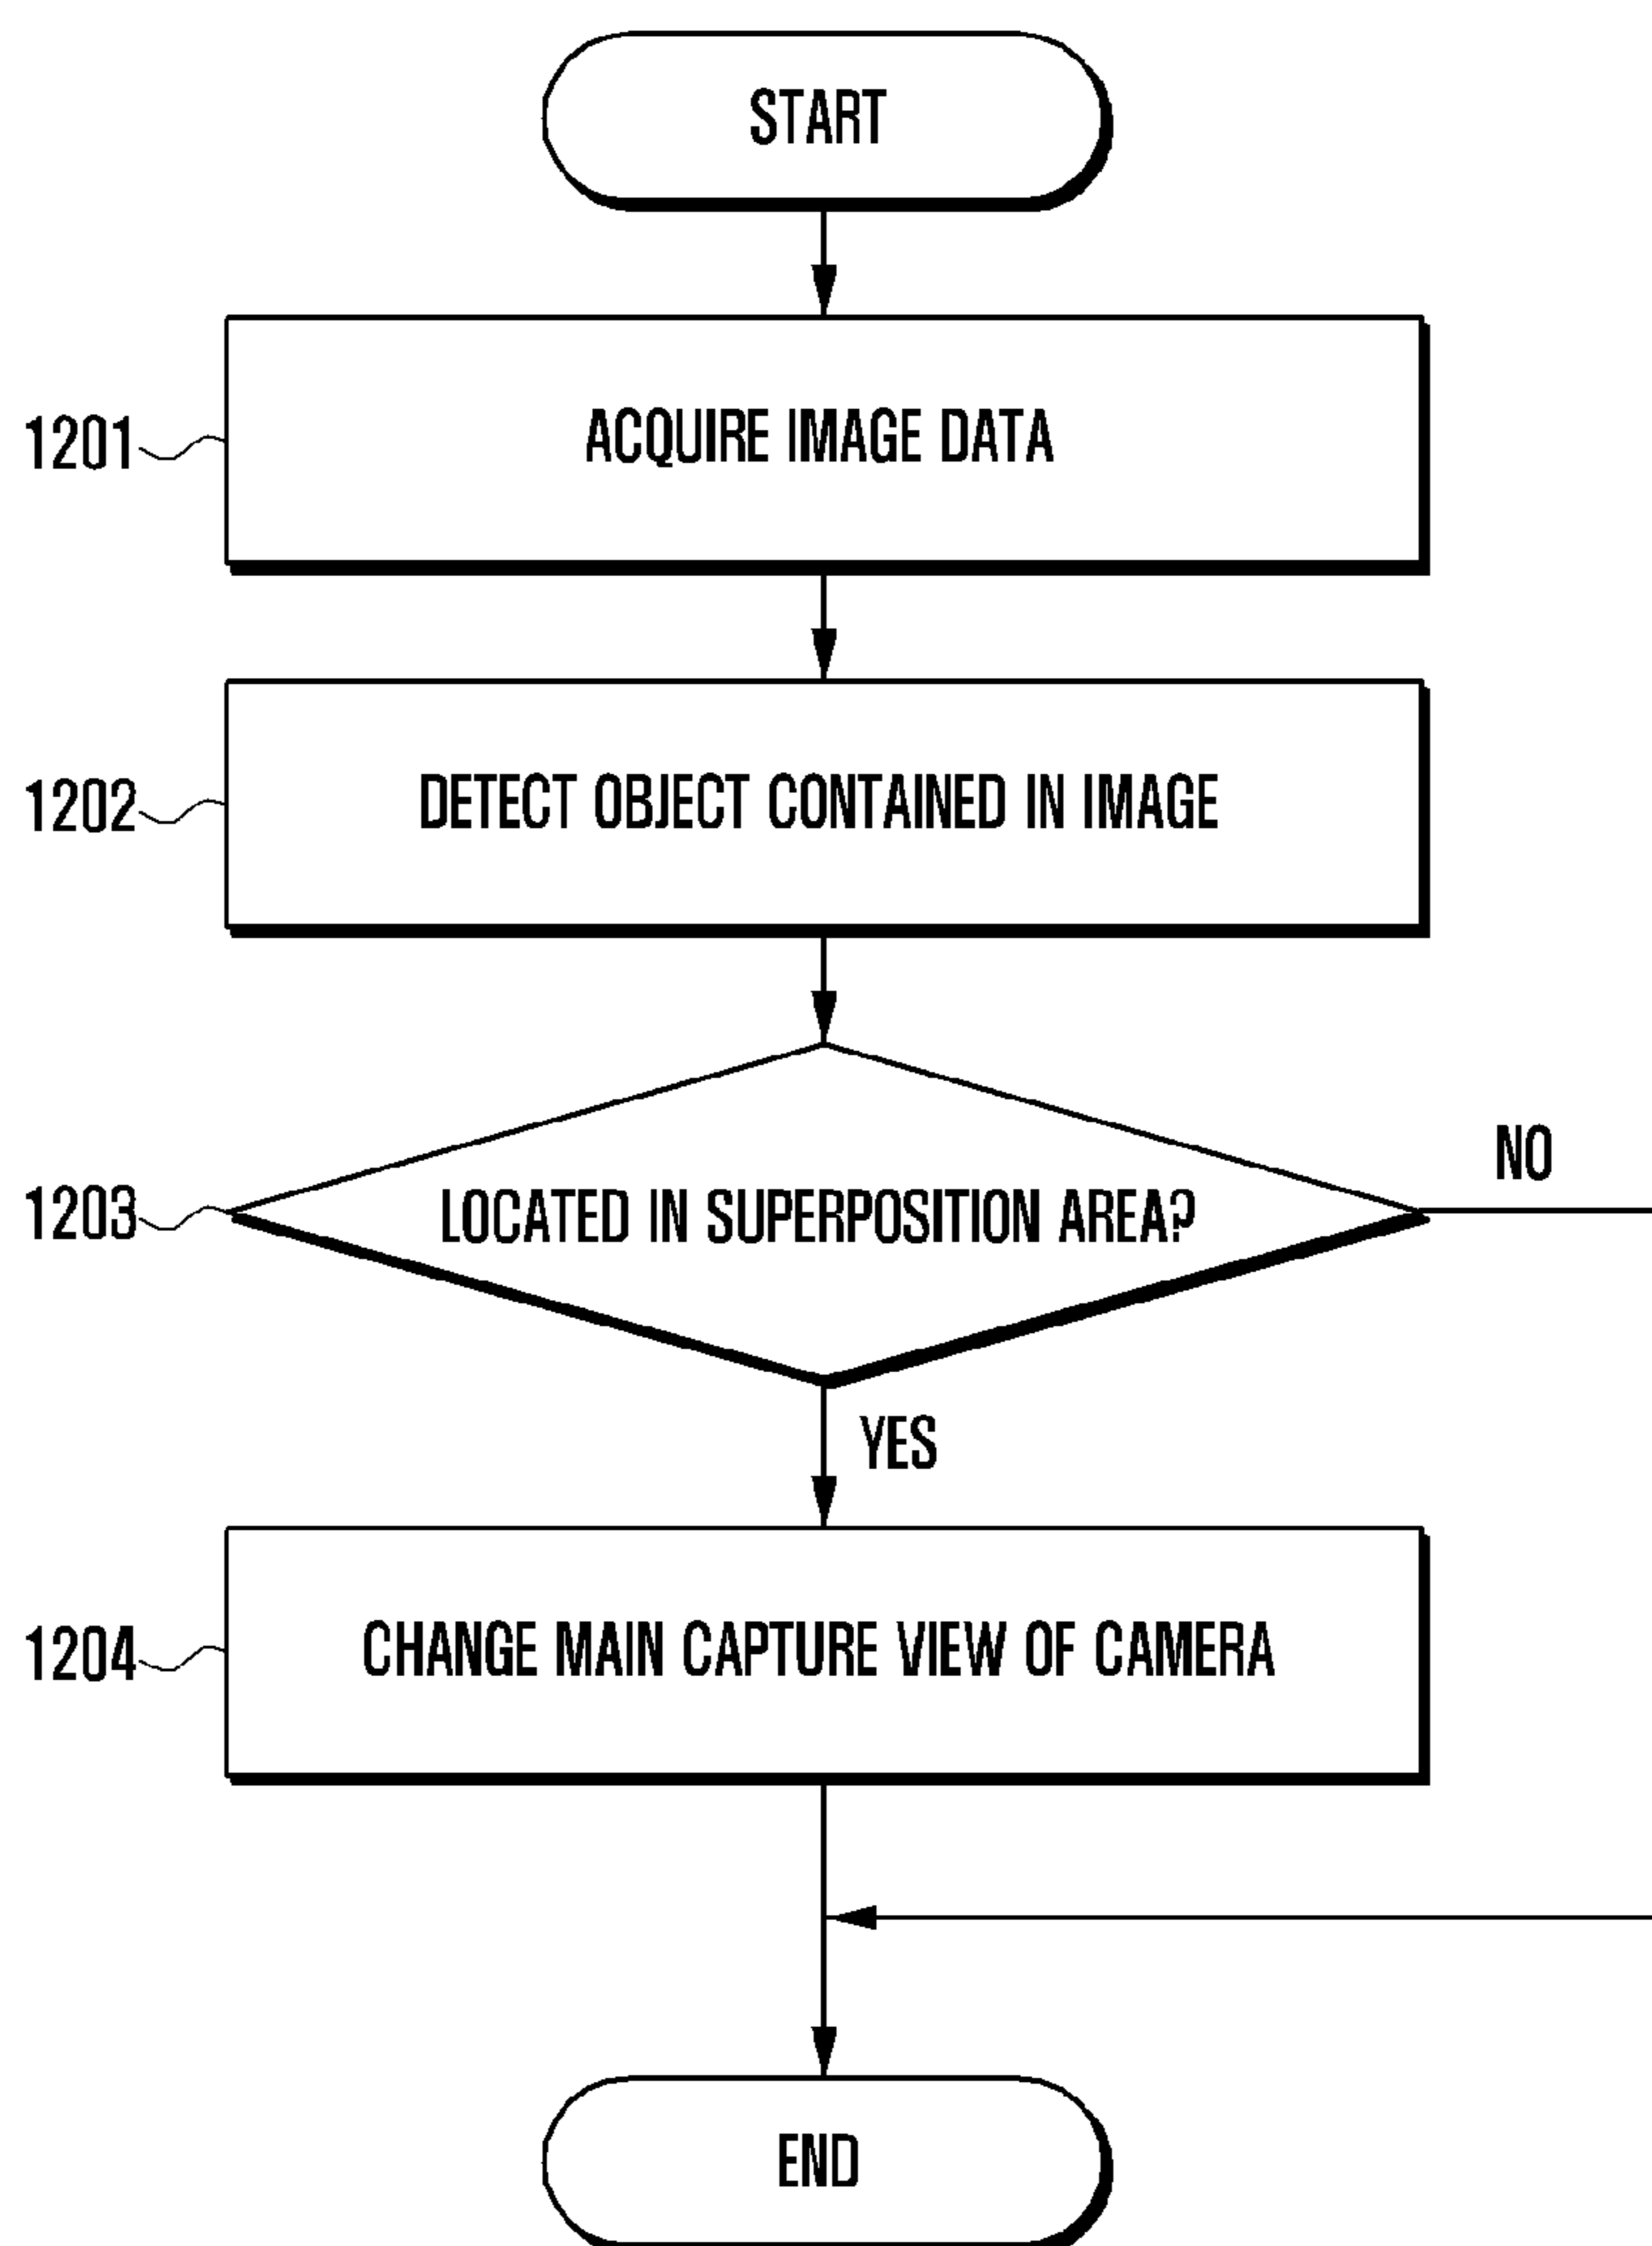 START
1201
ACQUIRE IMAGE DATA
1202
DETECT OBJECT CONTAINED IN IMAGE
1203
LOCATED IN SUPERPOSITION AREA?
NO
YES
1204
CHANGE MAIN CAPTURE VIEW OF CAMERA
END